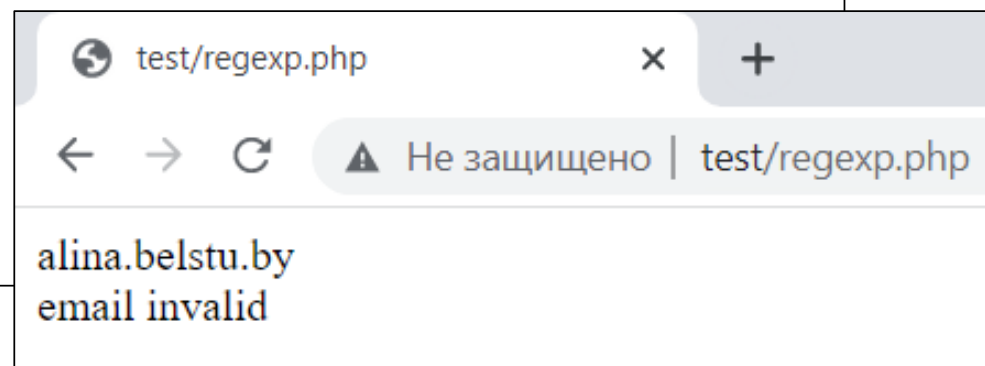 test/regexp.php
Не защищено | test/regexp.php
alina.belstu.by
email invalid